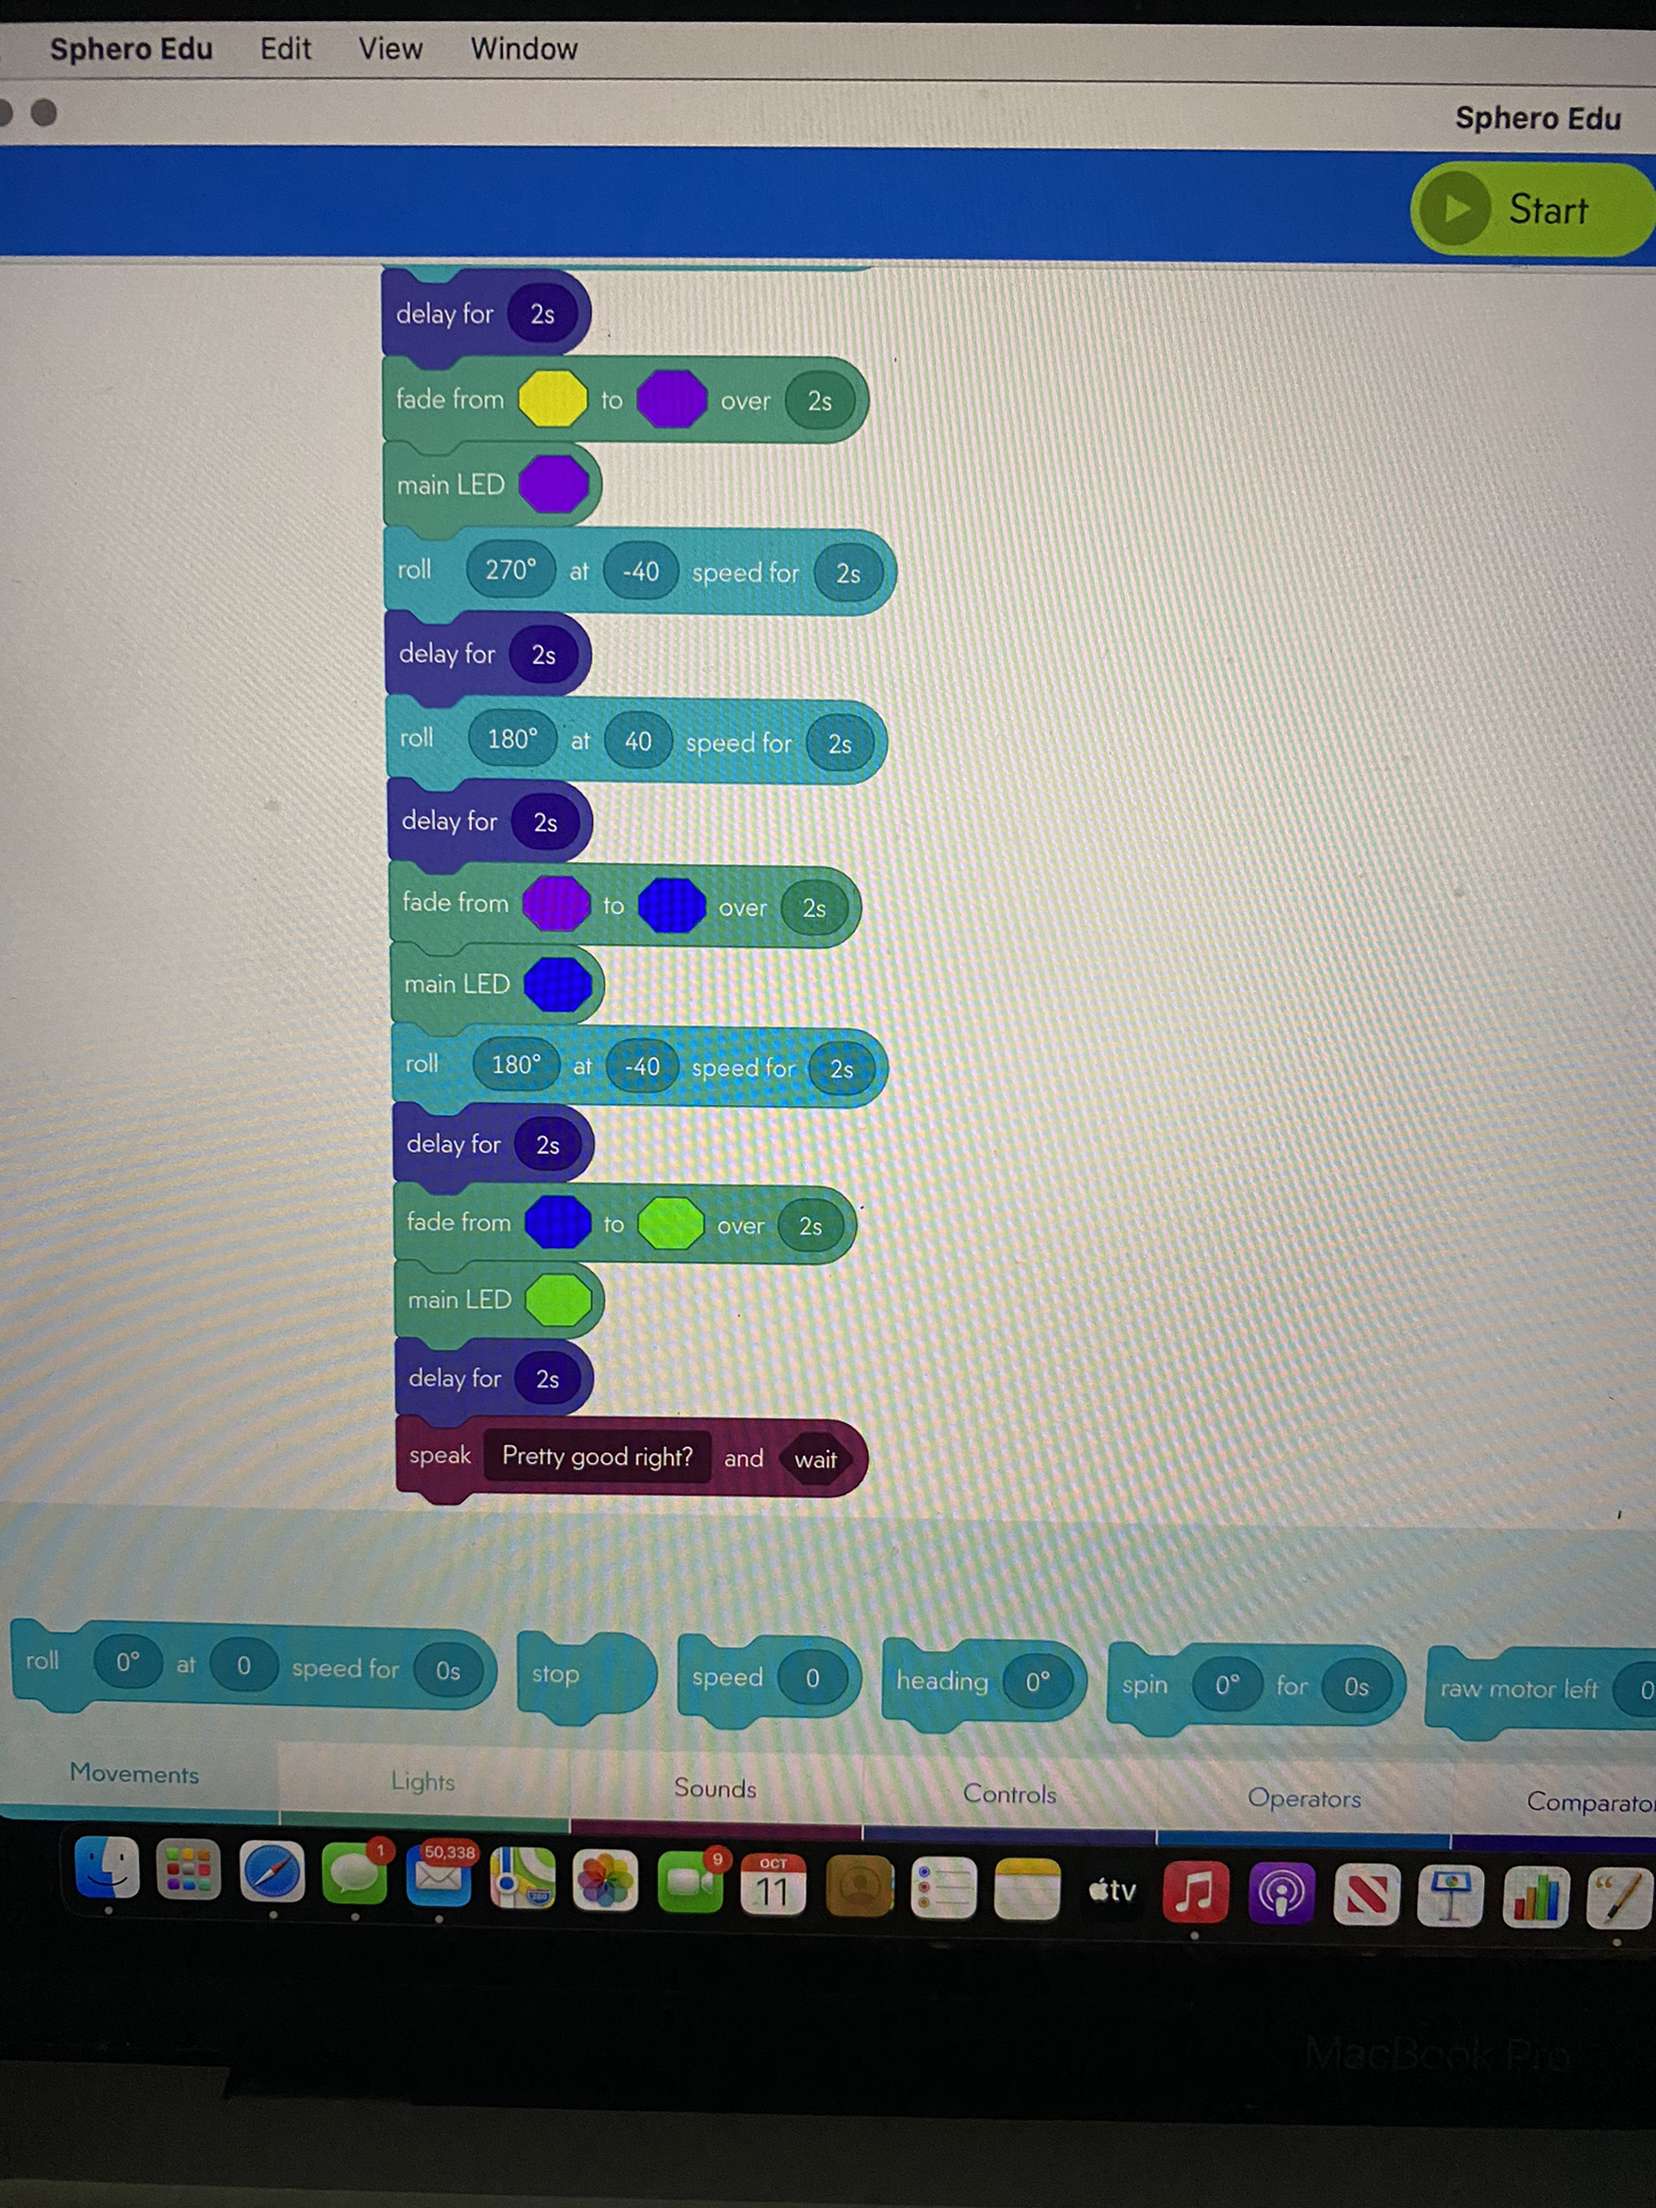 Sphero Edu Edit View Window
Sphero Edu
Start
delay for 2s
fade from to over 2s
main LED
roll 270° at -40 speed for 2s
delay for 2s
roll 180° at 40 speed for 2s
delay for 2s
fade from to over 2s
main LED
roll 180° at -40 speed for 2s
delay for 2s
fade from to over 2s
main LED
delay for 2s
speak Pretty good right? and wait
roll 0° at 0 speed for 0s stop speed 0 heading 0° spin 0° for 0s raw motor left 0
Movements Lights Sounds Controls Operators Comparato
1 50,338 280 9 OCT 11 tv
MacBook Pro